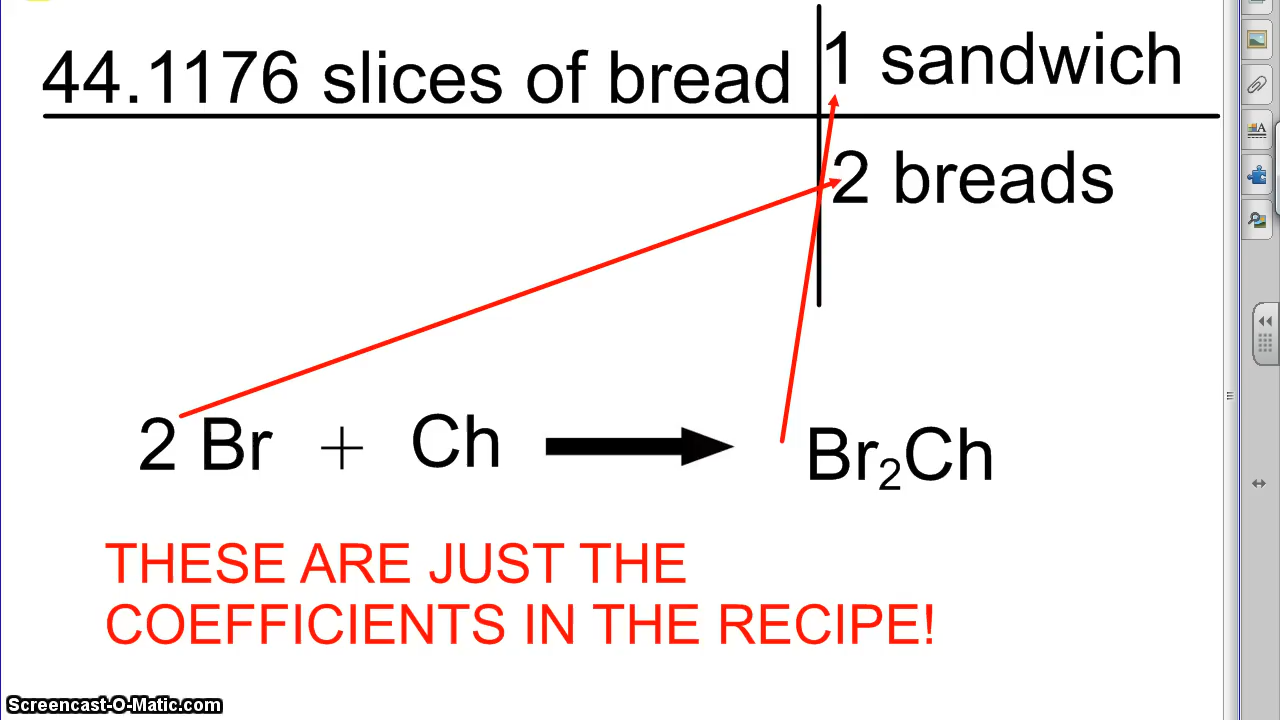 44.1176 slices of bread 1 sandwich
2 breads
2 Br + Ch Br₂Ch
THESE ARE JUST THE
COEFFICIENTS IN THE RECIPE!
Screencast-O-Matic.com